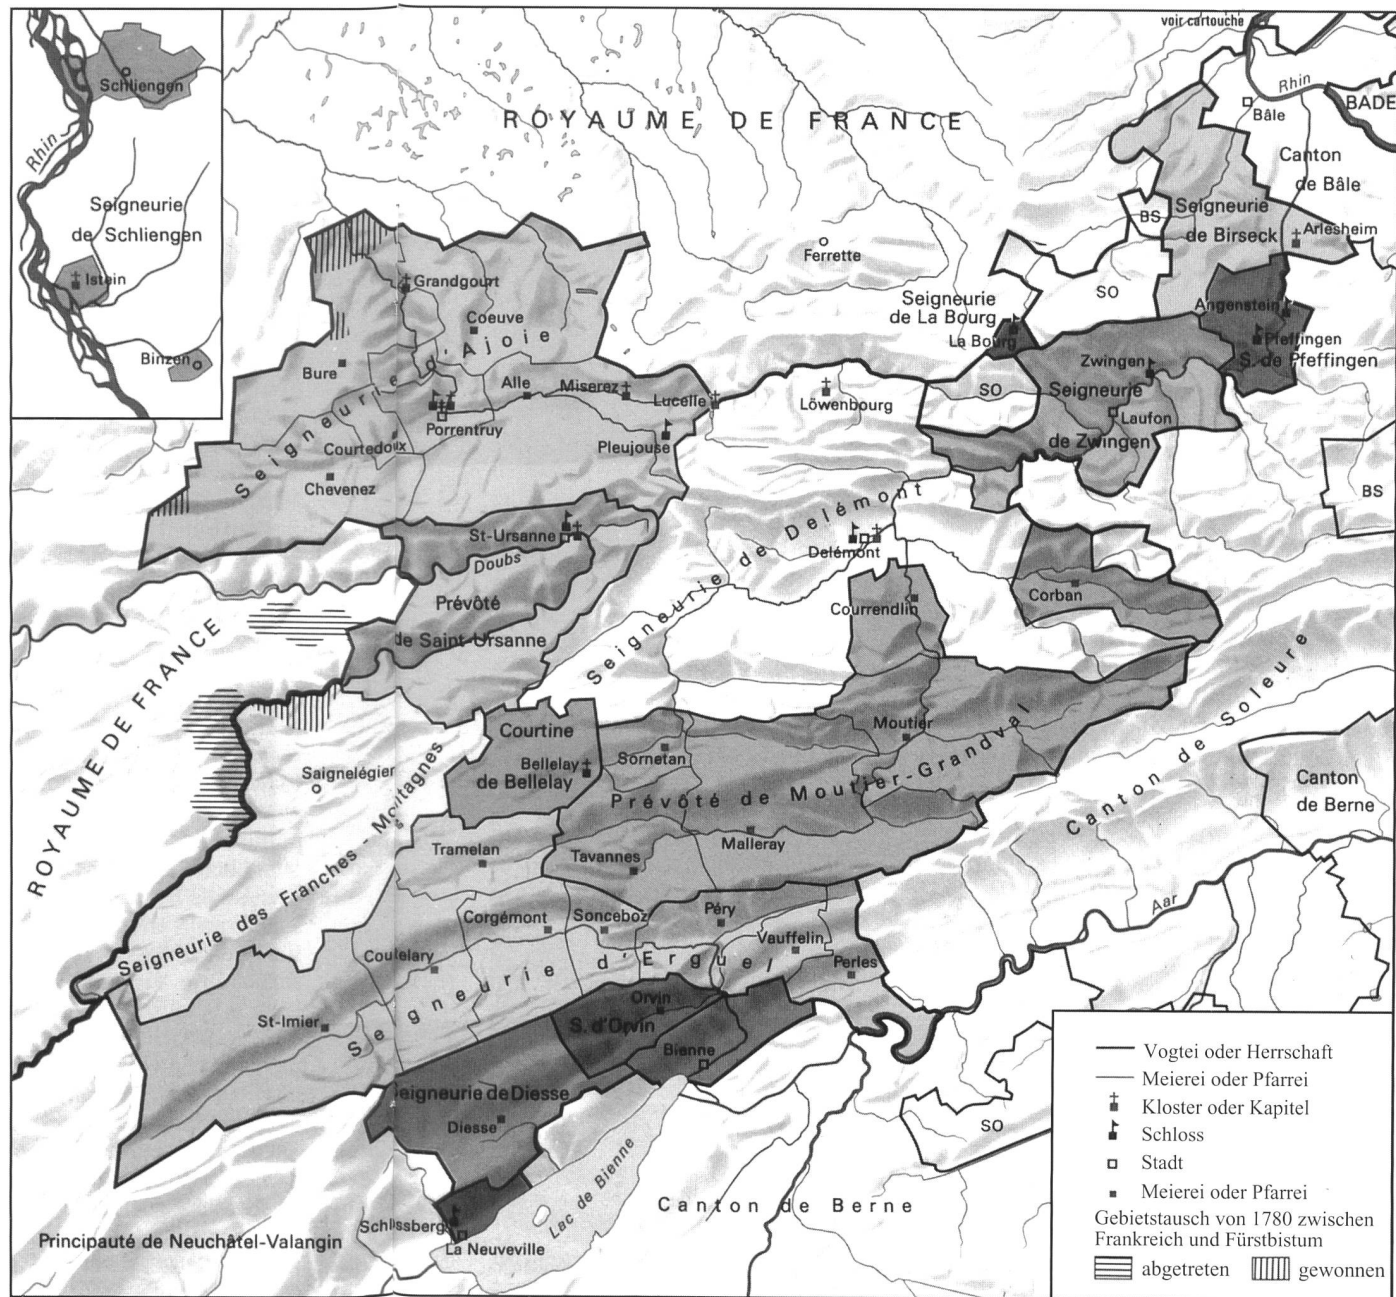 voir cartouche
Schliengen
Rhin
Seigneurie
de Schliengen
Istein
Binzen
ROYAUME DE FRANCE
Rhin
BADE
Bâle
Canton
de Bâle
BS
Seigneurie
de Birseck
Arlesheim
Ferrette
SO
Seigneurie
de La Bourg
La Bourg
Angenstein
Pfeffingen
S. de Pfeffingen
Grandgourt
Coeuve
Seigneurie d'Ajoie
Bure
Alle
Miserez
Lucelle
Löwenbourg
SO
Zwingen
Seigneurie
de Zwingen
Laufon
Porrentruy
Courtedoux
Pleujouse
Chevenez
BS
St-Ursanne
Doubs
Prévôté
de Saint-Ursanne
Seigneurie de Delémont
Delémont
Courrendlin
Corban
ROYAUME DE FRANCE
Courtine
de Bellelay
Bellelay
Sornetan
Moutier
Prévôté de Moutier-Grandval
Saignelégier
Seigneurie des Franches-Montagnes
Canton de Soleure
Canton
de Berne
Tramelan
Tavannes
Malleray
Corgémont
Sonceboz
Péry
Vauffelin
Perles
Aar
Courtelary
Seigneurie d'Erguel
St-Imier
Orvin
S. d'Orvin
Bienne
Seigneurie de Diesse
Diesse
Lac de Bienne
Canton de Berne
SO
Schlossberg
La Neuveville
Principauté de Neuchâtel-Valangin
Vogtei oder Herrschaft
Meierei oder Pfarrei
Kloster oder Kapitel
Schloss
Stadt
Meierei oder Pfarrei
Gebietstausch von 1780 zwischen
Frankreich und Fürstbistum
abgetreten gewonnen